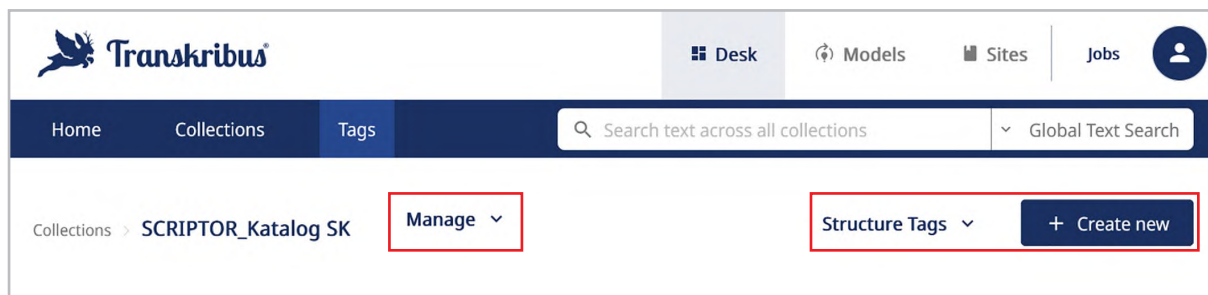 Transkribus®
Desk Models Sites Jobs
Home Collections Tags Search text across all collections Global Text Search
Collections > SCRIPTOR_Katalog SK Manage Structure Tags + Create new